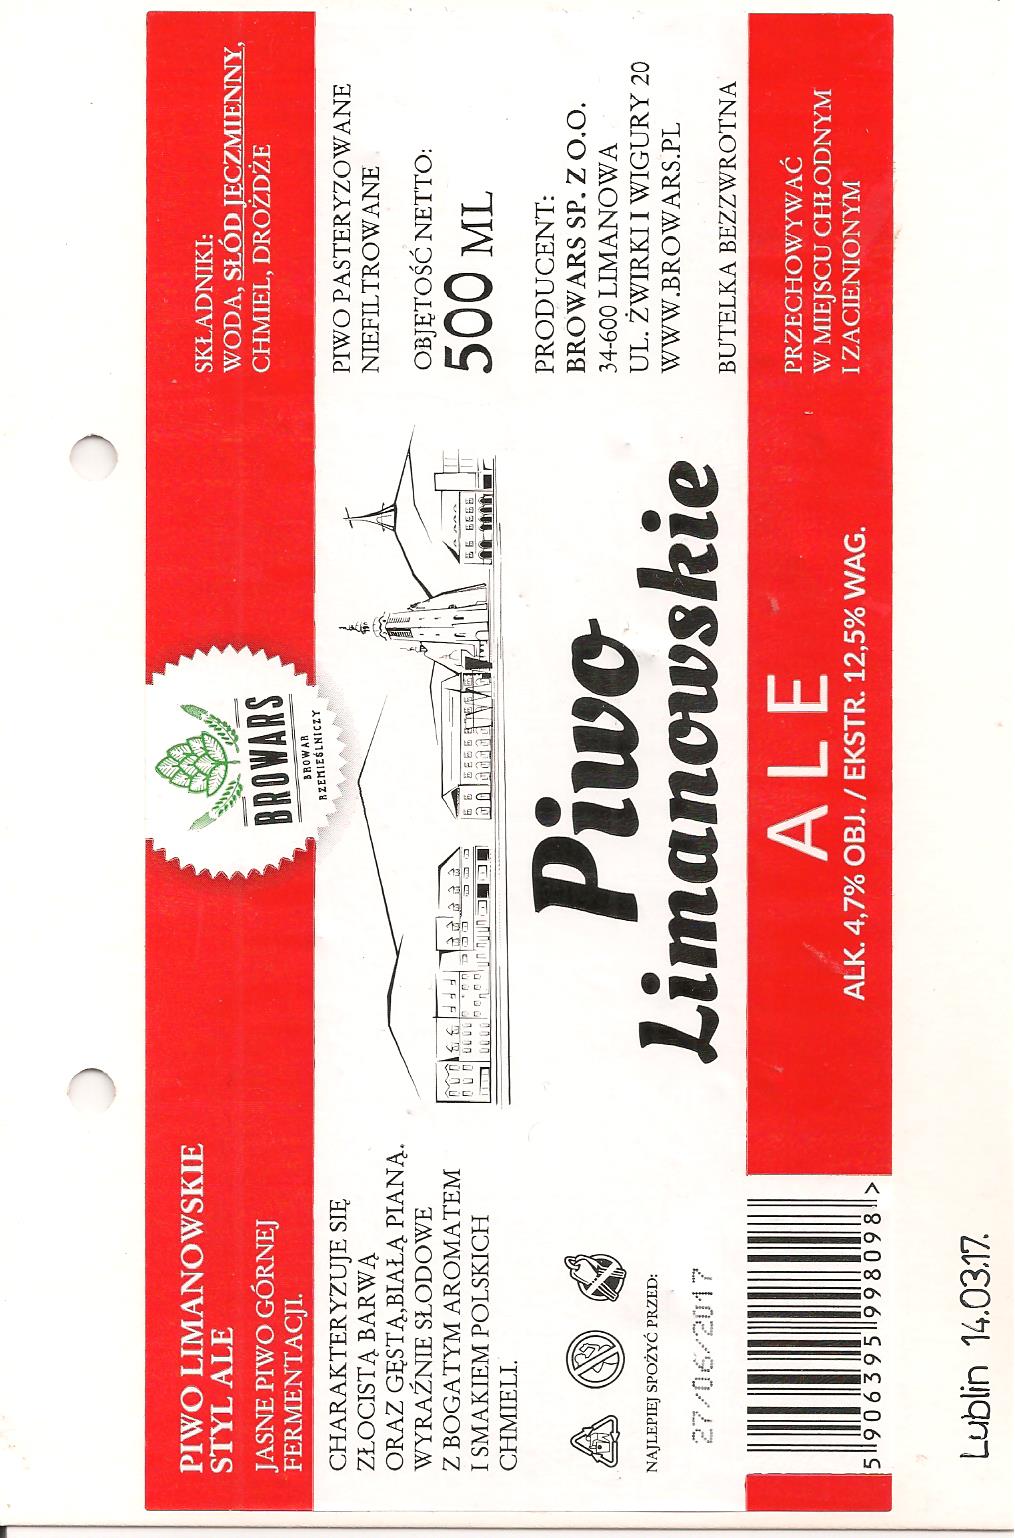 PIWO LIMANOWSKIE
STYL ALE
JASNE PIWO GÓRNEJ
FERMENTACJI.
CHARAKTERYZUJE SIĘ
ZŁOCISTĄ BARWĄ
ORAZ GĘSTĄ,BIAŁĄ PIANĄ.
WYRAŹNIE SŁODOWE
Z BOGATYM AROMATEM
I SMAKIEM POLSKICH
CHMIELI.
NAJLEPIEJ SPOŻYĆ PRZED:
27/06/2017
5 906395 998098 >
BROWARS
BROWAR
RZEMIEŚLNICZY
Piwo
Limanowskie
ALE
ALK. 4,7% OBJ. / EKSTR. 12,5% WAG.
SKŁADNIKI:
WODA, SŁÓD JĘCZMIENNY,
CHMIEL, DROŻDŻE
PIWO PASTERYZOWANE
NIEFILTROWANE
OBJĘTOŚĆ NETTO:
500 ML
PRODUCENT:
BROWARS SP. Z O.O.
34-600 LIMANOWA
UL. ŻWIRKI I WIGURY 20
WWW.BROWARS.PL
BUTELKA BEZZWROTNA
PRZECHOWYWAĆ
W MIEJSCU CHŁODNYM
I ZACIENIONYM
Lublin 14.03.17.